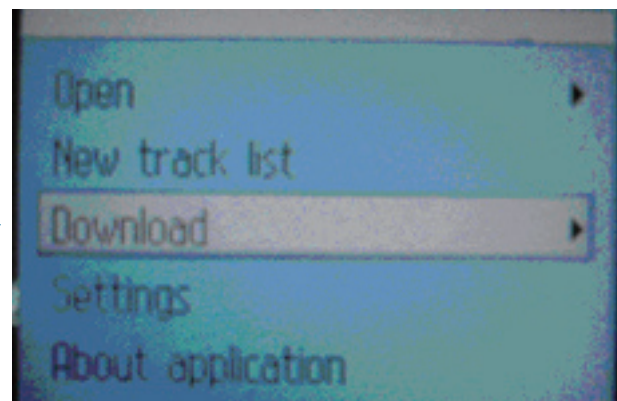 Open
New track list
Download
Settings
About application